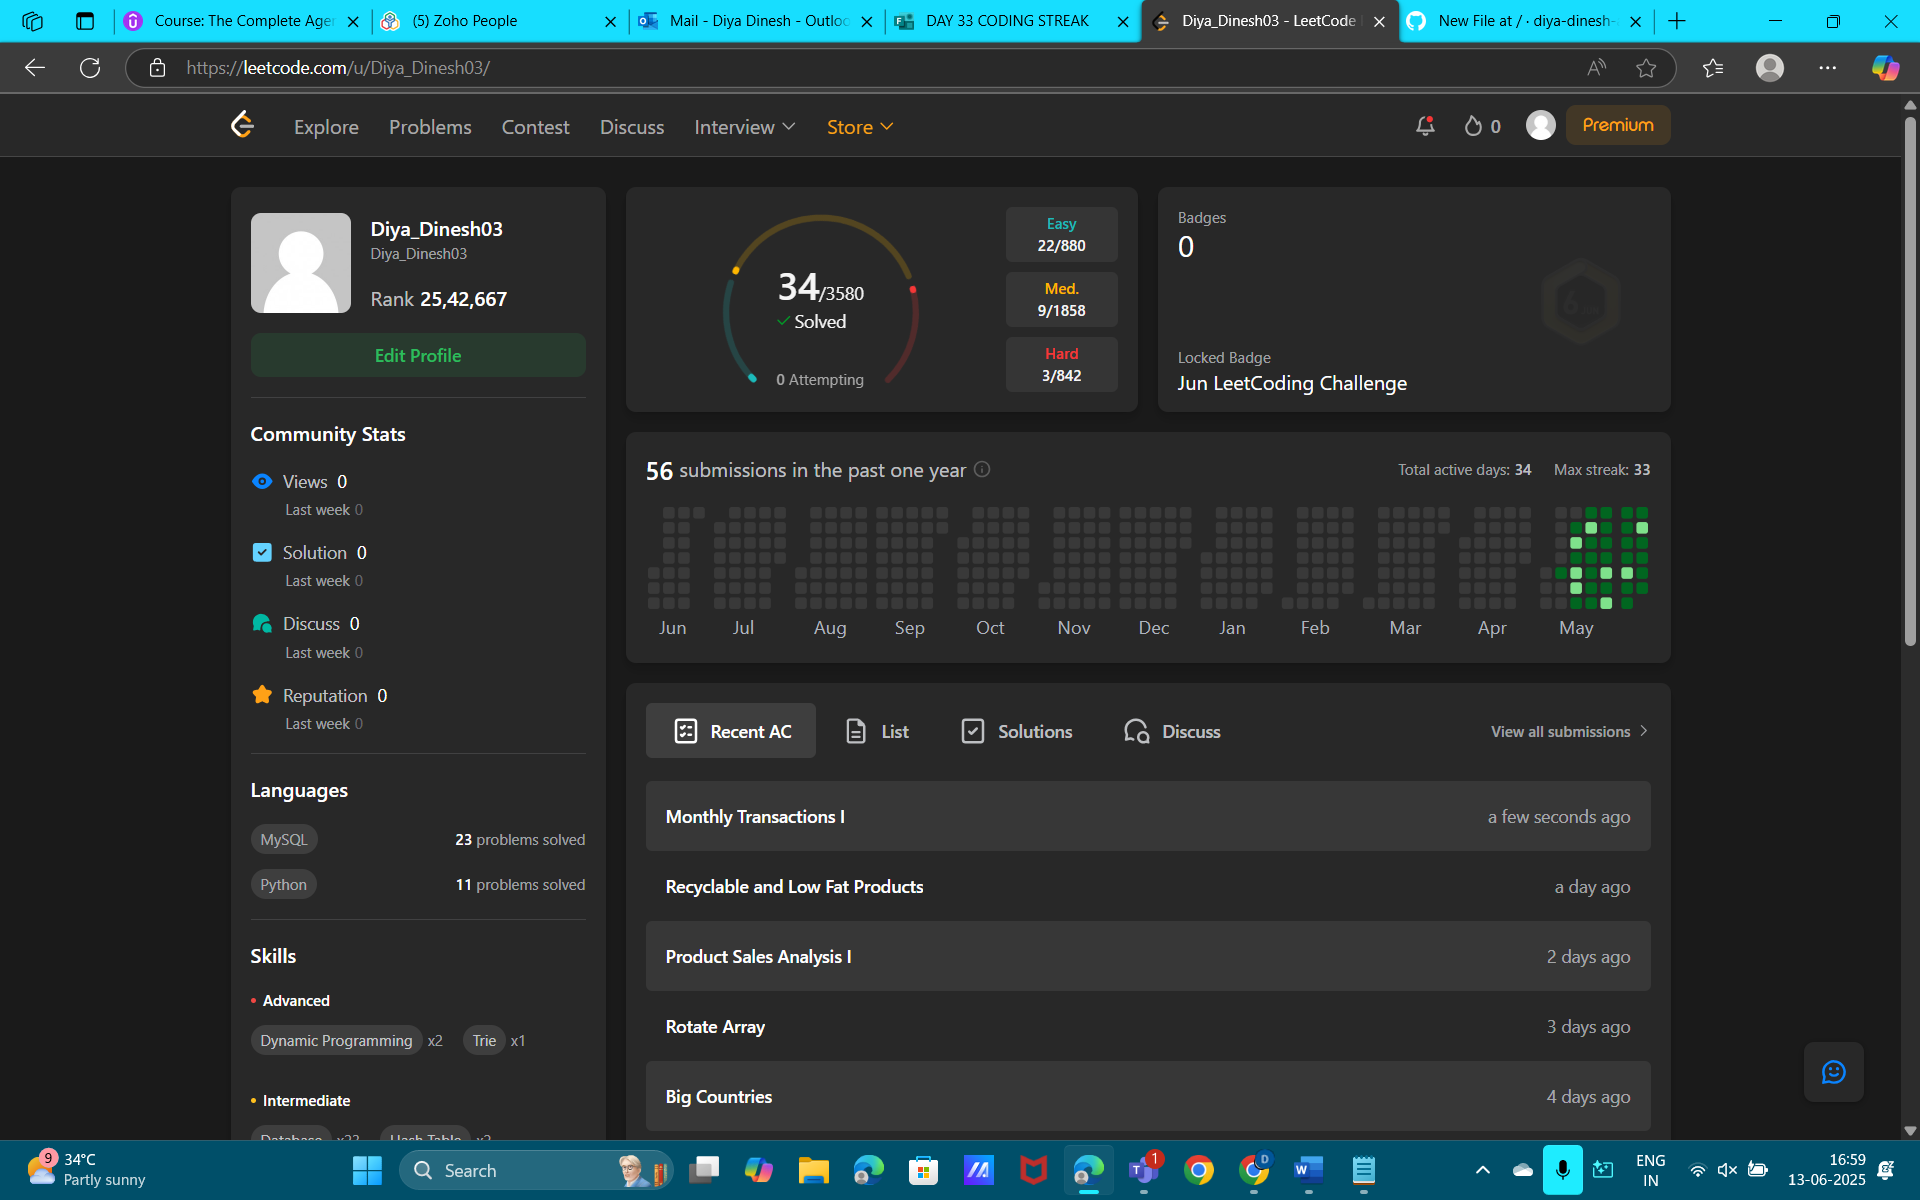 Course: The Complete Age
(5) Zoho People
Mail - Diya Dinesh - Outlo
DAY 33 CODING STREAK
Diya_Dinesh03 - LeetCode
New File at / · diya-dinesh-
https://leetcode.com/u/Diya_Dinesh03/
Explore
Problems
Contest
Discuss
Interview
Store
0
Premium
Diya_Dinesh03
Diya_Dinesh03
Rank 25,42,667
Edit Profile
Community Stats
Views 0
Last week 0
Solution 0
Last week 0
Discuss 0
Last week 0
Reputation 0
Last week 0
Languages
MySQL 23 problems solved
Python 11 problems solved
Skills
Advanced
Dynamic Programming x2 Trie x1
Intermediate
Database x23 Hash Table x2
34/3580
Solved
0 Attempting
Easy
22/880
Med.
9/1858
Hard
3/842
Badges
0
Locked Badge
Jun LeetCoding Challenge
56 submissions in the past one year
Total active days: 34 Max streak: 33
Jun Jul Aug Sep Oct Nov Dec Jan Feb Mar Apr May
Recent AC
List
Solutions
Discuss
View all submissions
Monthly Transactions I a few seconds ago
Recyclable and Low Fat Products a day ago
Product Sales Analysis I 2 days ago
Rotate Array 3 days ago
Big Countries 4 days ago
9
34°C
Partly sunny
Search
1
D
ENG
IN
16:59
13-06-2025